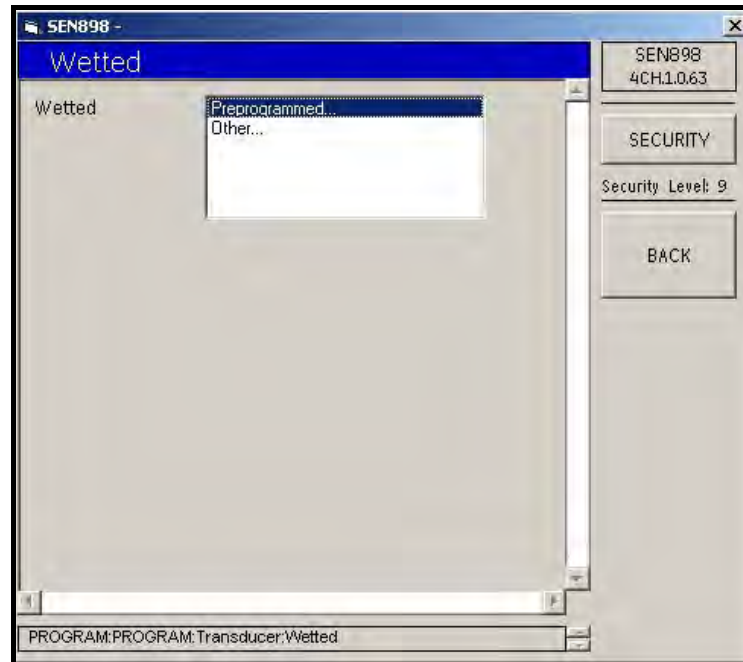 SEN898 -
Wetted
Wetted
Preprogrammed...
Other...
SEN898
4CH.1.0.63
SECURITY
Security Level: 9
BACK
PROGRAM:PROGRAM:Transducer:Wetted